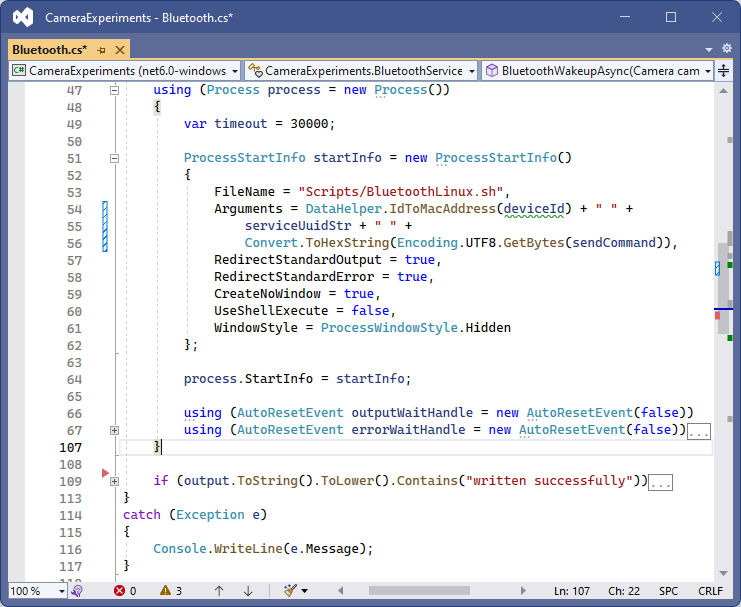 CameraExperiments - Bluetooth.cs*
Bluetooth.cs*
CameraExperiments (net6.0-windows
CameraExperiments.BluetoothService
BluetoothWakeupAsync(Camera cam
47 using (Process process = new Process())
48 {
49 var timeout = 30000;
50
51 ProcessStartInfo startInfo = new ProcessStartInfo()
52 {
53 FileName = "Scripts/BluetoothLinux.sh",
54 Arguments = DataHelper.IdToMacAddress(deviceId) + " " +
55 serviceUuidStr + " " +
56 Convert.ToHexString(Encoding.UTF8.GetBytes(sendCommand)),
57 RedirectStandardOutput = true,
58 RedirectStandardError = true,
59 CreateNoWindow = true,
60 UseShellExecute = false,
61 WindowStyle = ProcessWindowStyle.Hidden
62 };
63
64 process.StartInfo = startInfo;
65
66 using (AutoResetEvent outputWaitHandle = new AutoResetEvent(false))
67 using (AutoResetEvent errorWaitHandle = new AutoResetEvent(false))...
107 }
108
109 if (output.ToString().ToLower().Contains("written successfully"))...
113 }
114 catch (Exception e)
115 {
116 Console.WriteLine(e.Message);
117 }
100 %
0
3
Ln: 107
Ch: 22
SPC
CRLF